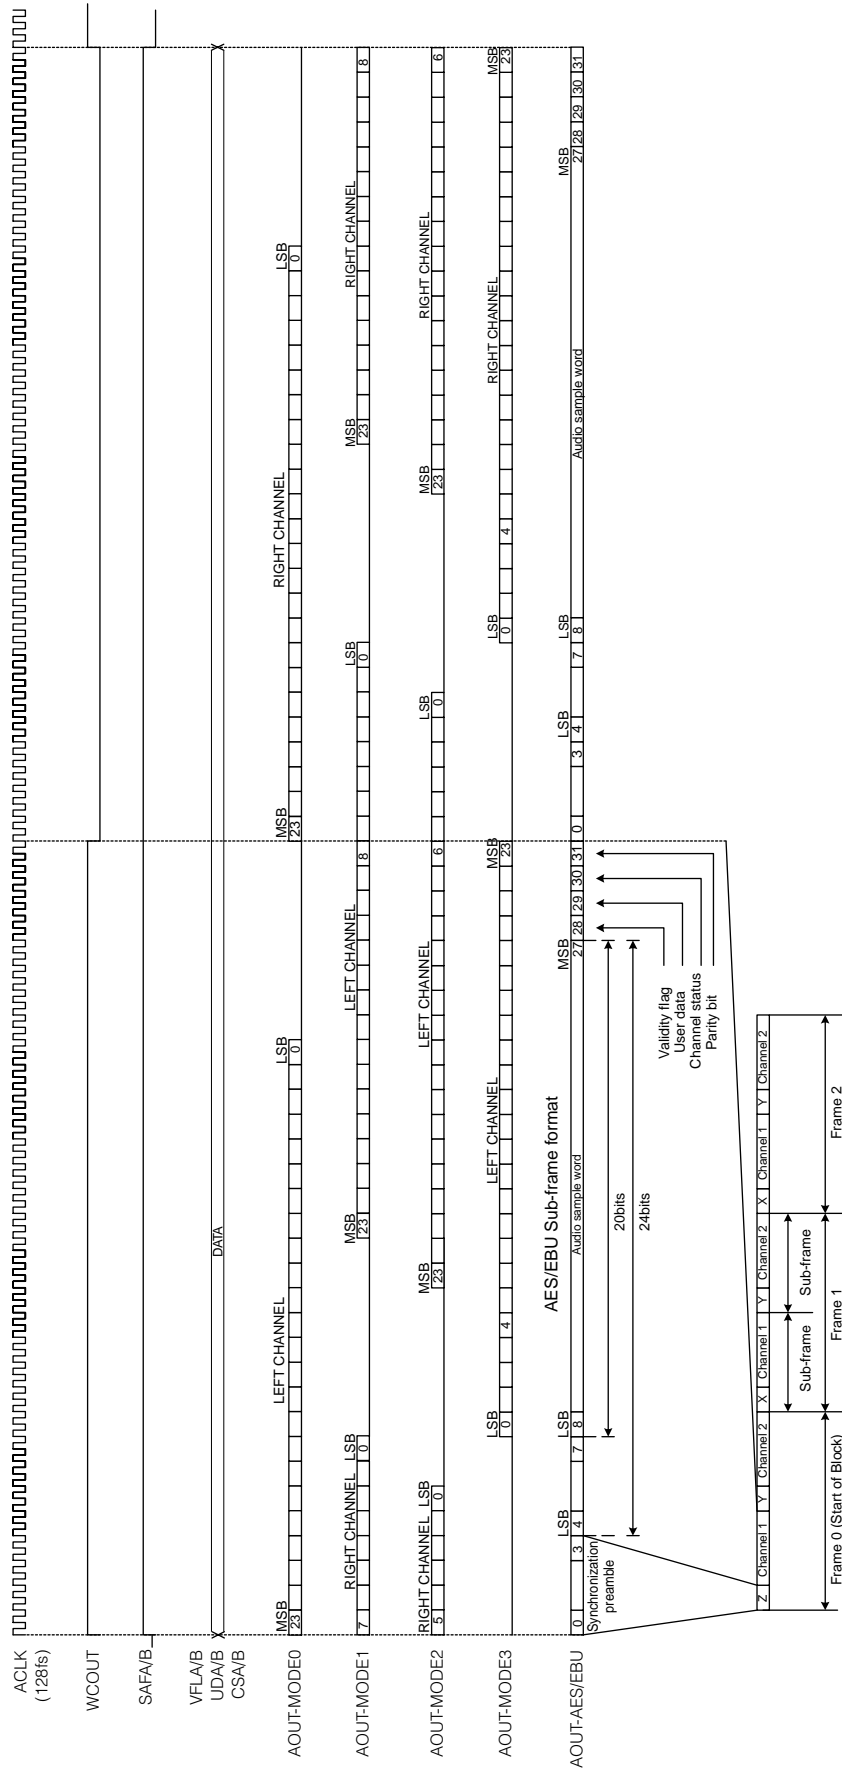 ACLK
(128fs)
WCOUT
SAFA/B
VFLA/B
UDA/B
CSA/B
DATA
AOUT-MODE0
MSB
23
LEFT CHANNEL
LSB
0
MSB
23
RIGHT CHANNEL
LSB
0
AOUT-MODE1
7
RIGHT CHANNEL
LSB
0
MSB
23
LEFT CHANNEL
8
LSB
0
MSB
23
RIGHT CHANNEL
8
AOUT-MODE2
5
RIGHT CHANNEL
LSB
0
MSB
23
LEFT CHANNEL
6
LSB
0
MSB
23
RIGHT CHANNEL
6
AOUT-MODE3
LSB
0
4
LEFT CHANNEL
MSB
23
LSB
0
4
RIGHT CHANNEL
MSB
23
AES/EBU Sub-frame format
AOUT-AES/EBU
0
3
LSB
4
7
LSB
8
Audio sample word
MSB
27 28 29 30 31
0
3
LSB
4
7
LSB
8
Audio sample word
MSB
27 28 29 30 31
Synchronization
preamble
20bits
24bits
Validity flag
User data
Channel status
Parity bit
Z Channel 1 Y Channel 2 X Channel 1 Y Channel 2 X Channel 1 Y Channel 2
Sub-frame
Sub-frame
Frame 0 (Start of Block)
Frame 1
Frame 2